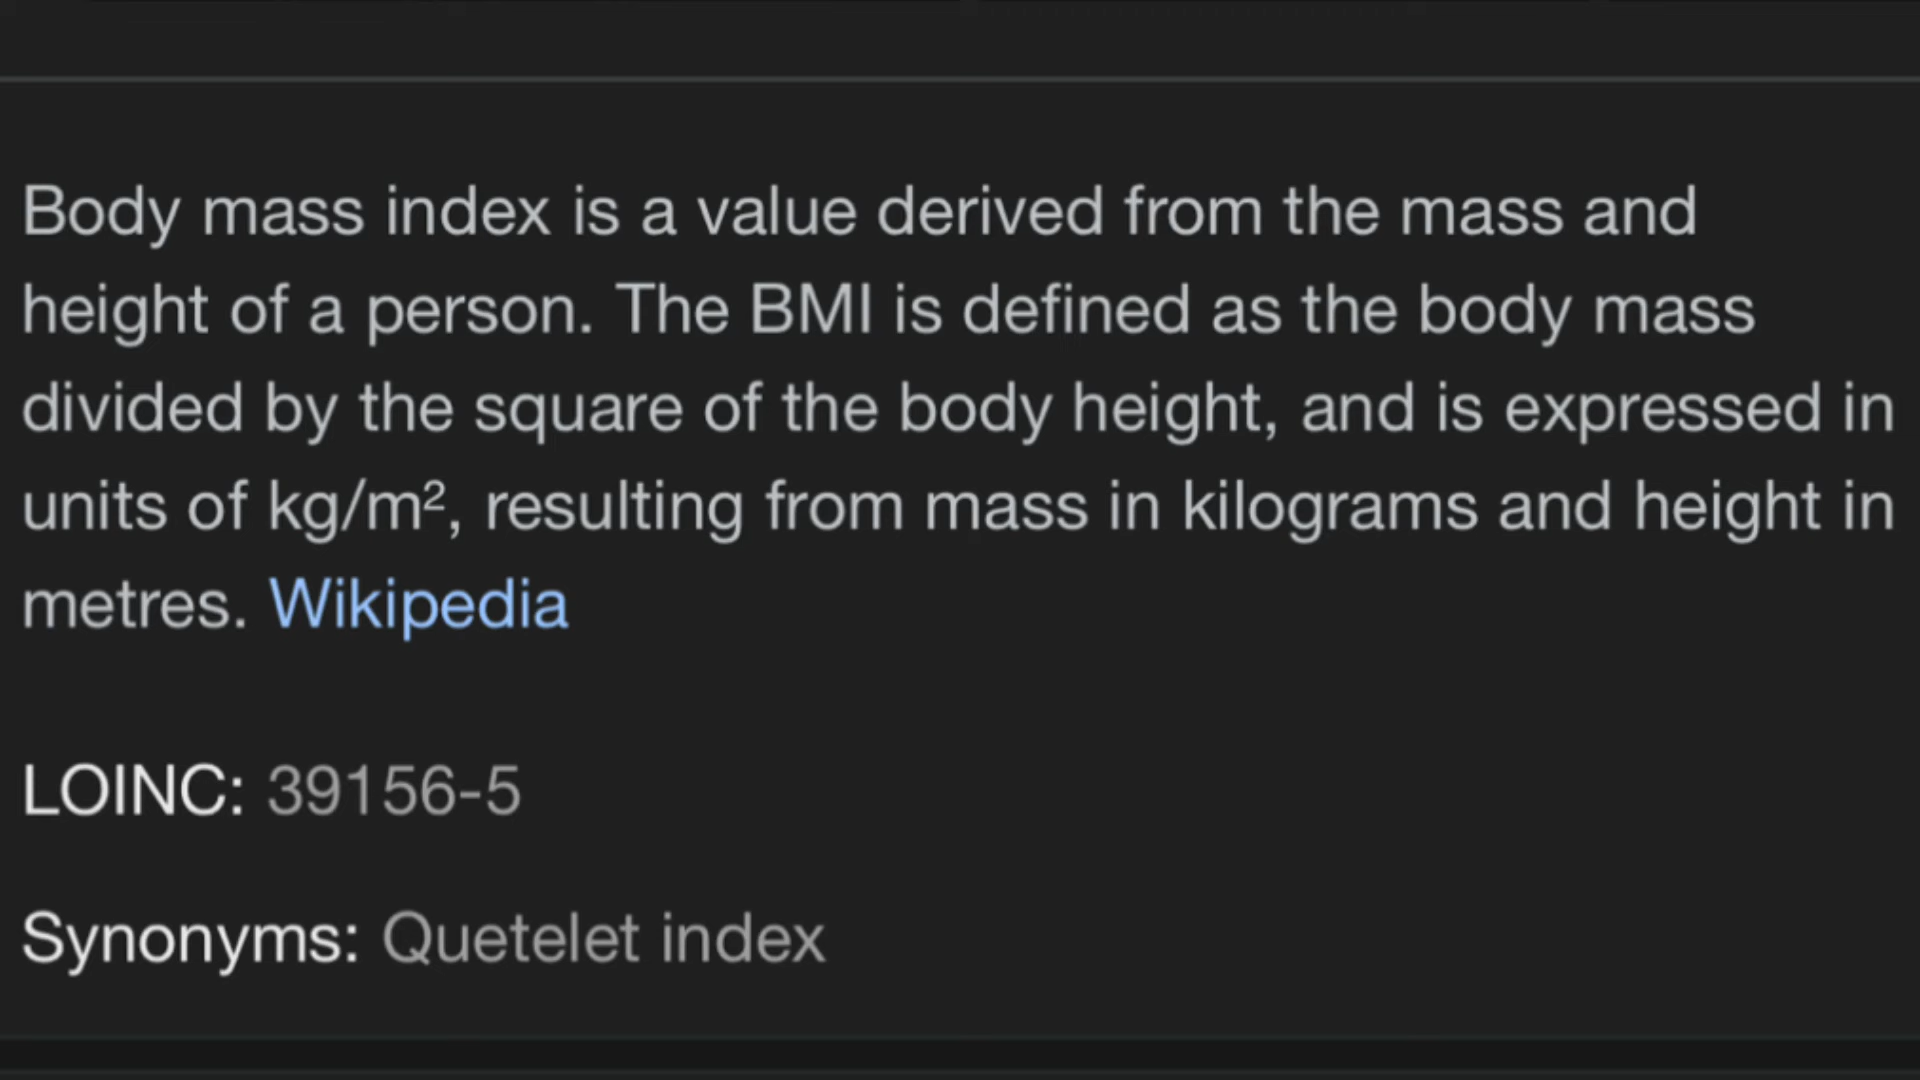 Body mass index is a value derived from the mass and
height of a person. The BMI is defined as the body mass
divided by the square of the body height, and is expressed in
units of kg/m², resulting from mass in kilograms and height in
metres. Wikipedia
LOINC: 39156-5
Synonyms: Quetelet index